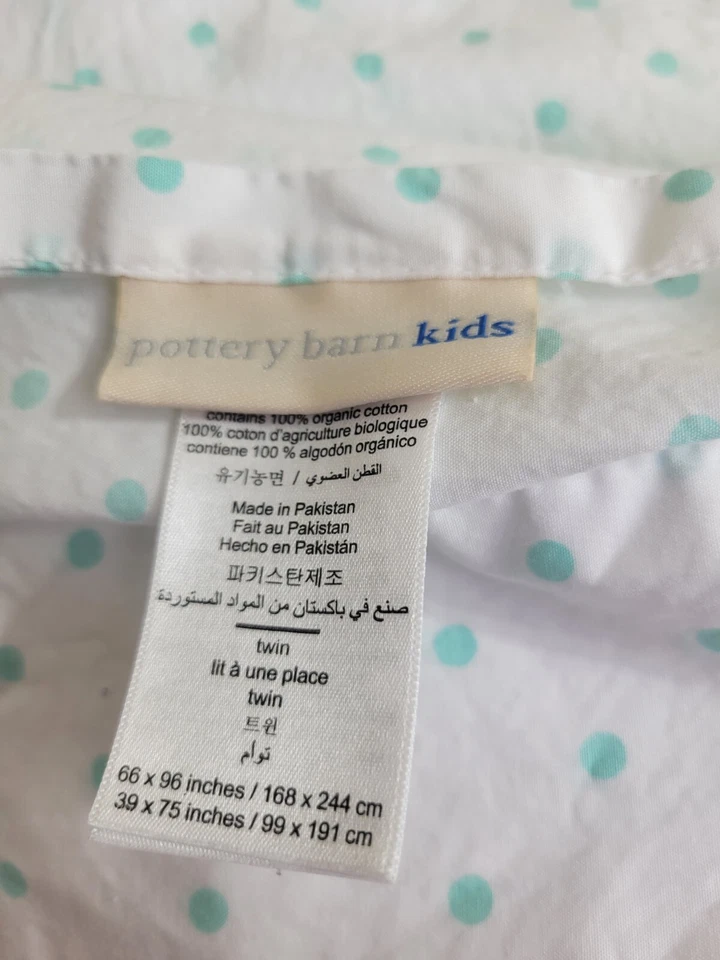 pottery barn kids
contains 100% organic cotton
100% coton d'agriculture biologique
contiene 100 % algodón orgánico
유기농면 / القطن العضوي
Made in Pakistan
Fait au Pakistan
Hecho en Pakistán
파키스탄제조
صنع في باكستان من المواد المستوردة
twin
lit à une place
twin
트윈
توأم
66 x 96 inches / 168 x 244 cm
39 x 75 inches / 99 x 191 cm